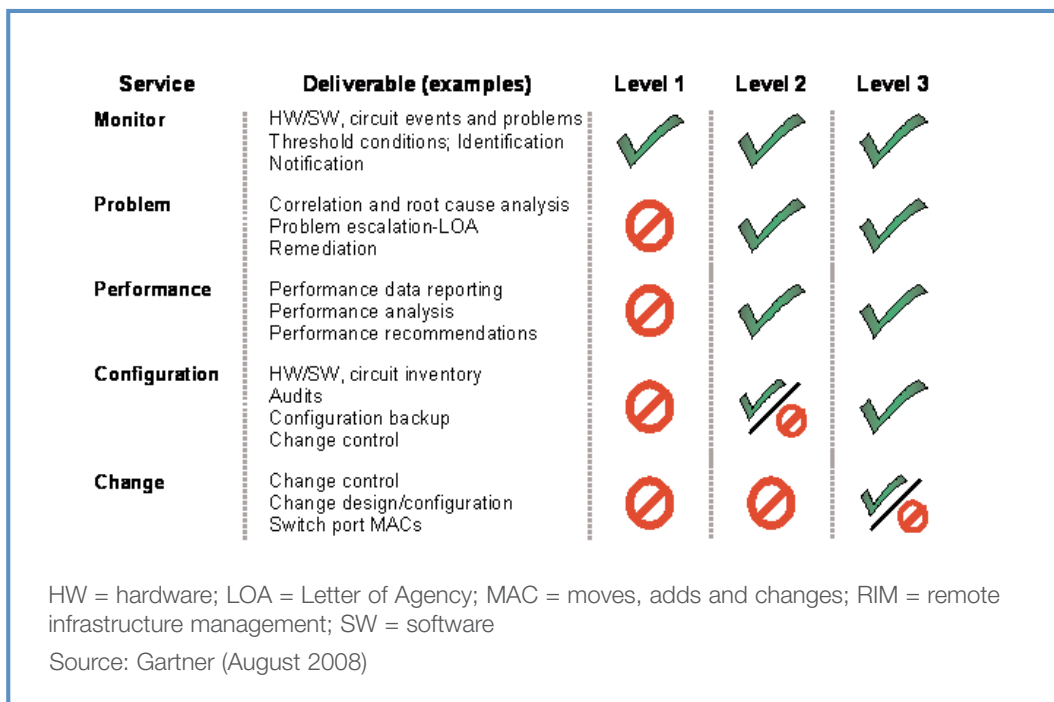 Service Deliverable (examples) Level 1 Level 2 Level 3
Monitor HW/SW, circuit events and problems
Threshold conditions; Identification
Notification
Problem Correlation and root cause analysis
Problem escalation-LOA
Remediation
Performance Performance data reporting
Performance analysis
Performance recommendations
Configuration HW/SW, circuit inventory
Audits
Configuration backup
Change control
Change Change control
Change design/configuration
Switch port MACs
HW = hardware; LOA = Letter of Agency; MAC = moves, adds and changes; RIM = remote
infrastructure management; SW = software
Source: Gartner (August 2008)